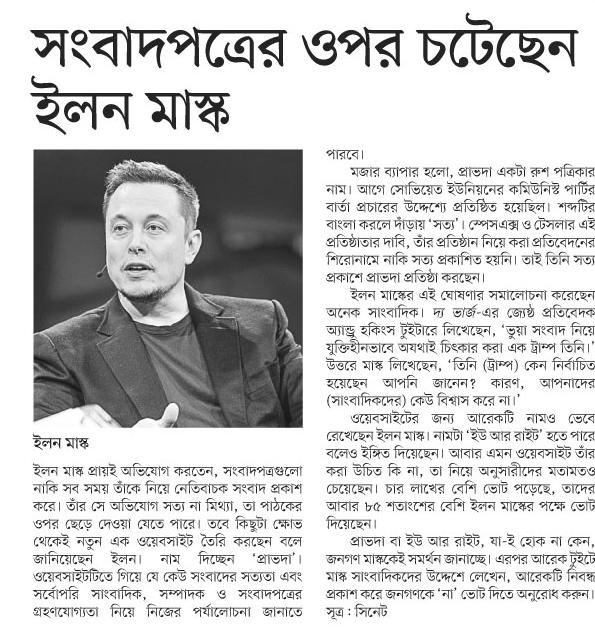 সংবাদপত্রের ওপর চটেছেন
ইলন মাস্ক
ইলন মাস্ক
ইলন মাস্ক প্রায়ই অভিযোগ করতেন, সংবাদপত্রগুলো
নাকি সব সময় তাঁকে নিয়ে নেতিবাচক সংবাদ প্রকাশ
করে। তাঁর সে অভিযোগ সত্য না মিথ্যা, তা পাঠকের
ওপর ছেড়ে দেওয়া যেতে পারে। তবে কিছুটা ক্ষোভ
থেকেই নতুন এক ওয়েবসাইট তৈরি করছেন বলে
জানিয়েছেন ইলন। নাম দিচ্ছেন ‘প্রাভদা’।
ওয়েবসাইটটিতে গিয়ে যে কেউ সংবাদের সত্যতা এবং
সর্বোপরি সাংবাদিক, সম্পাদক ও সংবাদপত্রের
গ্রহণযোগ্যতা নিয়ে নিজের পর্যালোচনা জানাতে
পারবে।
মজার ব্যাপার হলো, প্রাভদা একটা রুশ পত্রিকার
নাম। আগে সোভিয়েত ইউনিয়নের কমিউনিস্ট পার্টির
বার্তা প্রচারের উদ্দেশ্যে প্রতিষ্ঠিত হয়েছিল। শব্দটির
বাংলা করলে দাঁড়ায় ‘সত্য’। স্পেসএক্স ও টেসলার এই
প্রতিষ্ঠাতার দাবি, তাঁর প্রতিষ্ঠান নিয়ে করা প্রতিবেদনের
শিরোনামে নাকি সত্য প্রকাশিত হয়নি। তাই তিনি সত্য
প্রকাশে প্রাভদা প্রতিষ্ঠা করছেন।
ইলন মাস্কের এই ঘোষণার সমালোচনা করেছেন
অনেক সাংবাদিক। দ্য ভার্জ-এর জ্যেষ্ঠ প্রতিবেদক
অ্যান্ড্রু হকিংস টুইটারে লিখেছেন, ‘ভুয়া সংবাদ নিয়ে
যুক্তিহীনভাবে অযথাই চিৎকার করা এক ট্রাম্প তিনি।’
উত্তরে মাস্ক লিখেছেন, ‘তিনি (ট্রাম্প) কেন নির্বাচিত
হয়েছেন আপনি জানেন? কারণ, আপনাদের
(সাংবাদিকদের) কেউ বিশ্বাস করে না।’
ওয়েবসাইটের জন্য আরেকটি নামও ভেবে
রেখেছেন ইলন মাস্ক। নামটা ‘ইউ আর রাইট’ হতে পারে
বলেও ইঙ্গিত দিয়েছেন। আবার এমন ওয়েবসাইট তাঁর
করা উচিত কি না, তা নিয়ে অনুসারীদের মতামতও
চেয়েছেন। চার লাখের বেশি ভোট পড়েছে, তাদের
আবার ৮৫ শতাংশের বেশি ইলন মাস্কের পক্ষে ভোট
দিয়েছেন।
প্রাভদা বা ইউ আর রাইট, যা-ই হোক না কেন,
জনগণ মাস্ককেই সমর্থন জানাচ্ছে। এরপর আরেক টুইটে
মাস্ক সাংবাদিকদের উদ্দেশে লেখেন, আরেকটি নিবন্ধ
প্রকাশ করে জনগণকে ‘না’ ভোট দিতে অনুরোধ করুন।
সূত্র : সিনেট